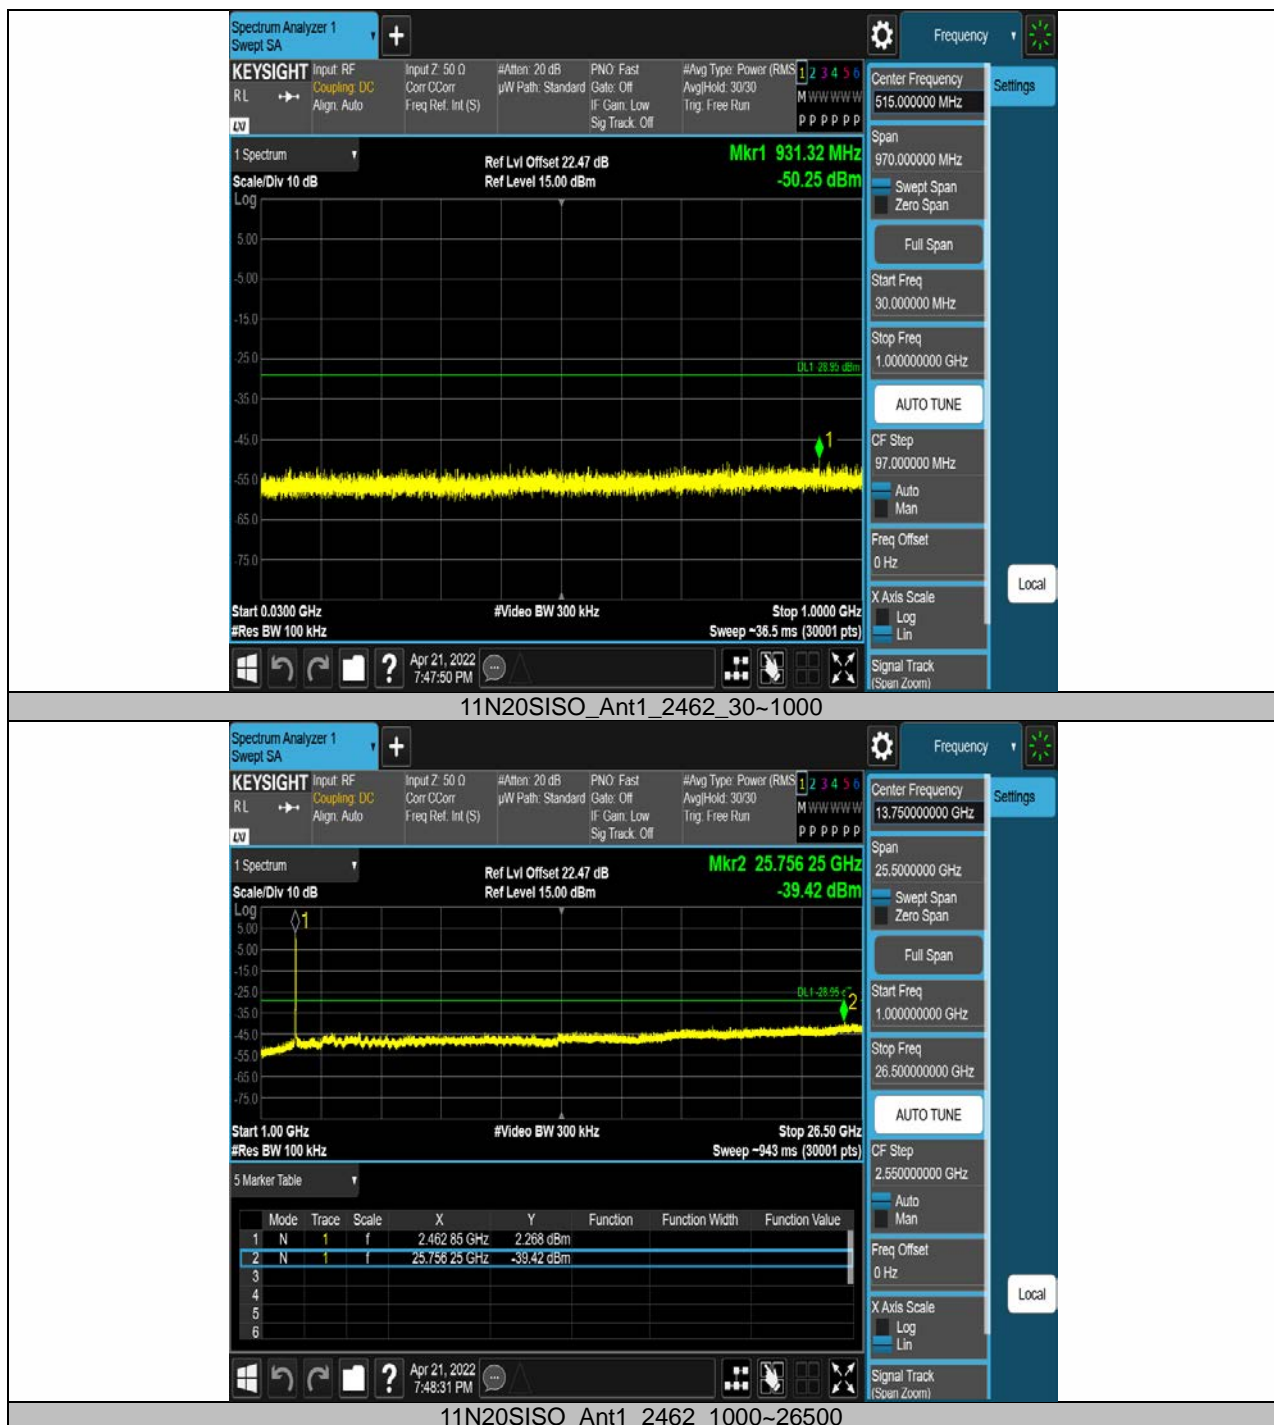 Spectrum Analyzer 1
Swept SA
+
Frequency
KEYSIGHT
RL
LXI
Input: RF
Coupling: DC
Align: Auto
Input Z: 50 Ω
Corr CCorr
Freq Ref: Int (S)
#Atten: 20 dB
µW Path: Standard
PNO: Fast
Gate: Off
IF Gain: Low
Sig Track: Off
#Avg Type: Power (RMS
Avg|Hold: 30/30
Trig: Free Run
1 2 3 4 5 6
M W W W W W
P P P P P P
Center Frequency
515.000000 MHz
Settings
1 Spectrum
Scale/Div 10 dB
Ref Lvl Offset 22.47 dB
Ref Level 15.00 dBm
Mkr1 931.32 MHz
-50.25 dBm
Span
970.000000 MHz
Swept Span
Zero Span
Full Span
Start Freq
30.000000 MHz
Stop Freq
1.000000000 GHz
AUTO TUNE
CF Step
97.000000 MHz
Auto
Man
Freq Offset
0 Hz
X Axis Scale
Log
Lin
Signal Track
(Span Zoom)
Local
Log
5.00
-5.00
-15.0
-25.0
-35.0
-45.0
-55.0
-65.0
-75.0
DL1 -28.95 dBm
1
Start 0.0300 GHz
#Res BW 100 kHz
#Video BW 300 kHz
Stop 1.0000 GHz
Sweep ~36.5 ms (30001 pts)
?
Apr 21, 2022
7:47:50 PM
11N20SISO_Ant1_2462_30~1000
Spectrum Analyzer 1
Swept SA
+
Frequency
KEYSIGHT
RL
LXI
Input: RF
Coupling: DC
Align: Auto
Input Z: 50 Ω
Corr CCorr
Freq Ref: Int (S)
#Atten: 20 dB
µW Path: Standard
PNO: Fast
Gate: Off
IF Gain: Low
Sig Track: Off
#Avg Type: Power (RMS
Avg|Hold: 30/30
Trig: Free Run
1 2 3 4 5 6
M W W W W W
P P P P P P
Center Frequency
13.750000000 GHz
Settings
1 Spectrum
Scale/Div 10 dB
Ref Lvl Offset 22.47 dB
Ref Level 15.00 dBm
Mkr2 25.756 25 GHz
-39.42 dBm
Span
25.5000000 GHz
Swept Span
Zero Span
Full Span
Start Freq
1.000000000 GHz
Stop Freq
26.500000000 GHz
AUTO TUNE
CF Step
2.550000000 GHz
Auto
Man
Freq Offset
0 Hz
X Axis Scale
Log
Lin
Signal Track
(Span Zoom)
Local
Log
5.00
-5.00
-15.0
-25.0
-35.0
-45.0
-55.0
-65.0
-75.0
1
DL1 -28.95
2
Start 1.00 GHz
#Res BW 100 kHz
#Video BW 300 kHz
Stop 26.50 GHz
Sweep ~943 ms (30001 pts)
5 Marker Table
Mode Trace Scale X Y Function Function Width Function Value
1 N 1 f 2.462 85 GHz 2.268 dBm
2 N 1 f 25.756 25 GHz -39.42 dBm
3
4
5
6
?
Apr 21, 2022
7:48:31 PM
11N20SISO_Ant1_2462_1000~26500